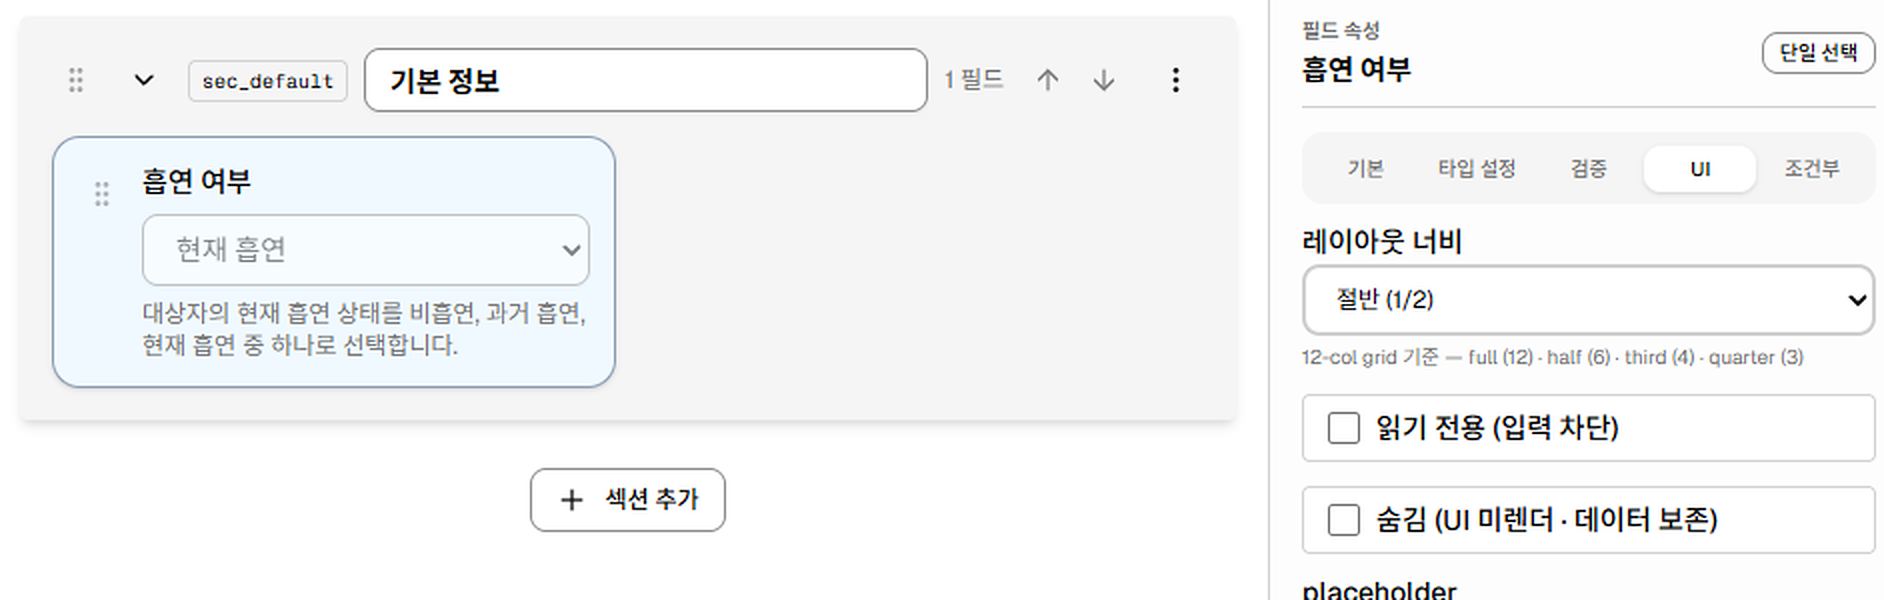 sec_default
기본 정보
1 필드
흡연 여부
현재 흡연
대상자의 현재 흡연 상태를 비흡연, 과거 흡연,
현재 흡연 중 하나로 선택합니다.
섹션 추가
필드 속성
흡연 여부
단일 선택
기본
타입 설정
검증
UI
조건부
레이아웃 너비
절반 (1/2)
12-col grid 기준 — full (12) · half (6) · third (4) · quarter (3)
읽기 전용 (입력 차단)
숨김 (UI 미렌더 · 데이터 보존)
placeholder